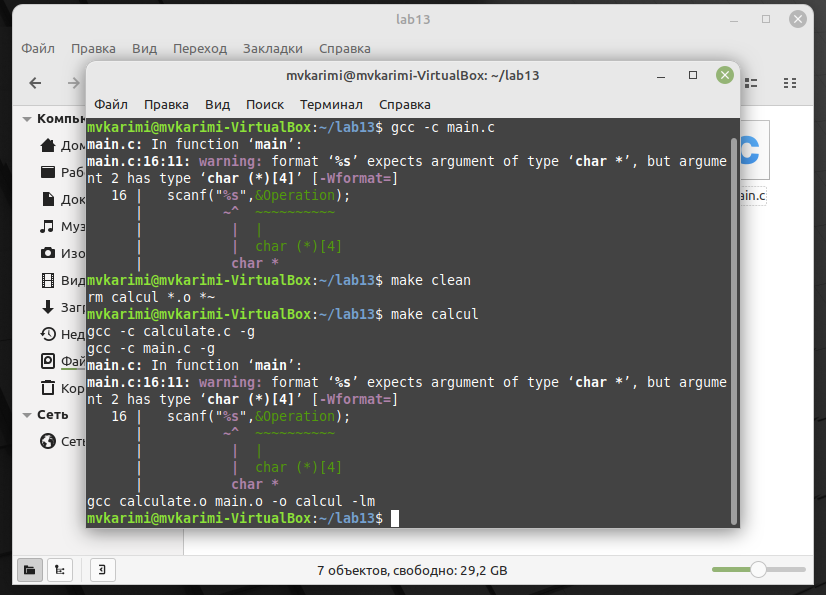 lab13
Файл Правка Вид Переход Закладки Справка
mvkarimi@mvkarimi-VirtualBox: ~/lab13
Файл Правка Вид Поиск Терминал Справка
mvkarimi@mvkarimi-VirtualBox:~/lab13$ gcc -c main.c
main.c: In function ‘main’:
main.c:16:11: warning: format ‘%s’ expects argument of type ‘char *’, but argume
nt 2 has type ‘char (*)[4]’ [-Wformat=]
16 | scanf("%s",&Operation);
| ~^ ~~~~~~~~~~
| | |
| | char (*)[4]
| char *
mvkarimi@mvkarimi-VirtualBox:~/lab13$ make clean
rm calcul *.o *~
mvkarimi@mvkarimi-VirtualBox:~/lab13$ make calcul
gcc -c calculate.c -g
gcc -c main.c -g
main.c: In function ‘main’:
main.c:16:11: warning: format ‘%s’ expects argument of type ‘char *’, but argume
nt 2 has type ‘char (*)[4]’ [-Wformat=]
16 | scanf("%s",&Operation);
| ~^ ~~~~~~~~~~
| | |
| | char (*)[4]
| char *
gcc calculate.o main.o -o calcul -lm
mvkarimi@mvkarimi-VirtualBox:~/lab13$
Компь
Дом
Раб
Док
Муз
Изо
Вид
Загр
Нед
Фай
Кор
Сеть
Сеть
C
ain.c
7 объектов, свободно: 29,2 GB